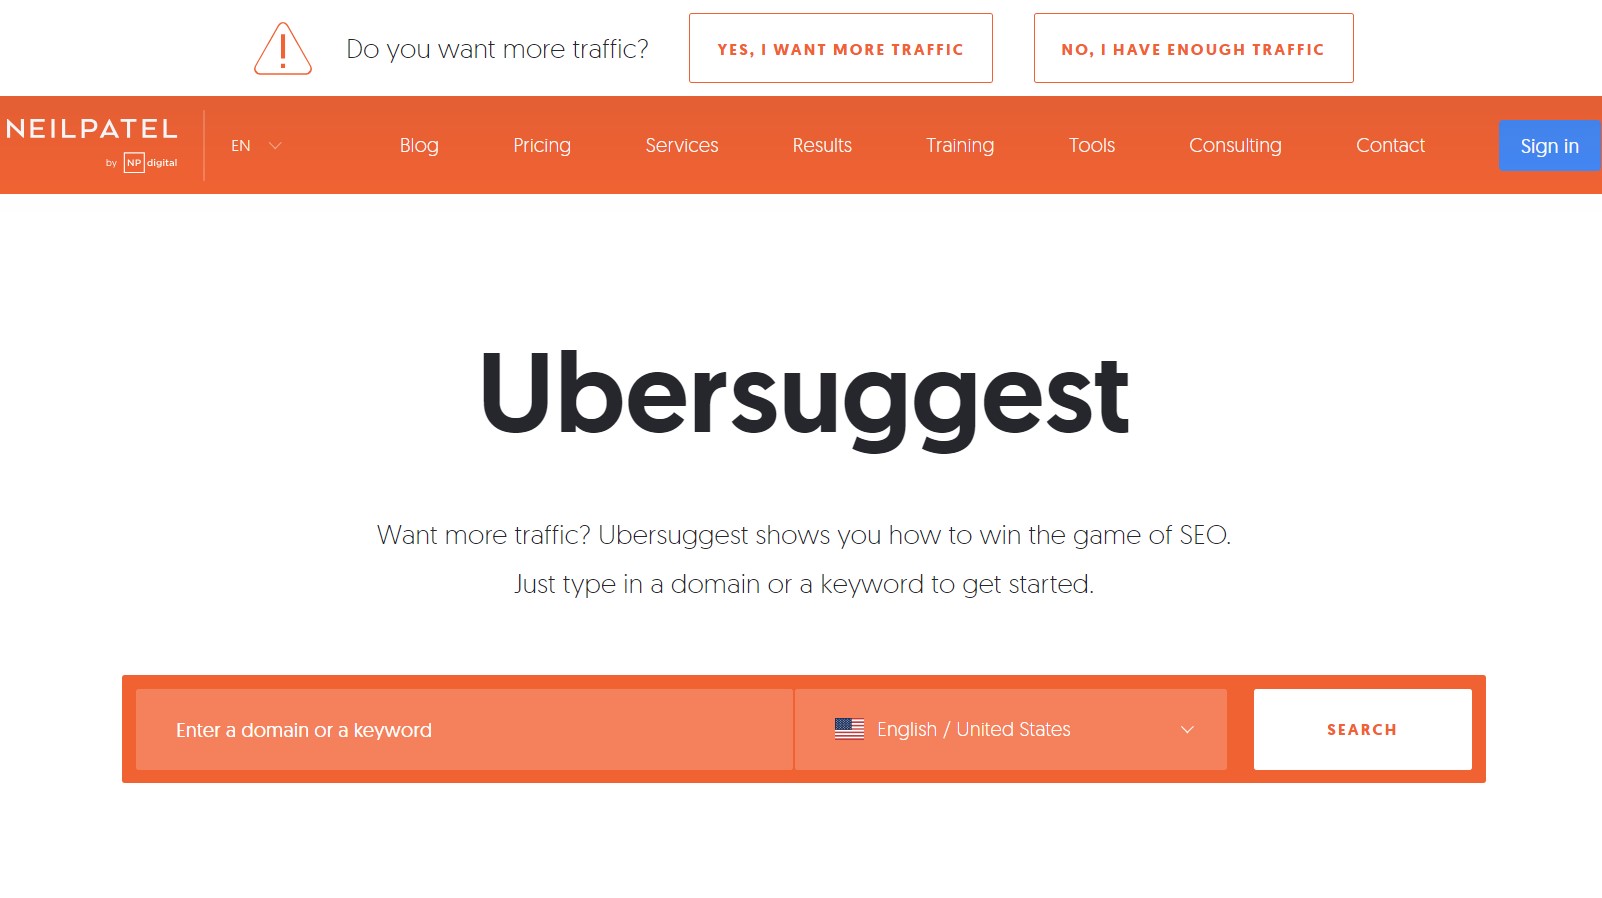 Do you want more traffic? YES, I WANT MORE TRAFFIC NO, I HAVE ENOUGH TRAFFIC
NEILPATEL
by NP digital
EN Blog Pricing Services Results Training Tools Consulting Contact Sign in
Ubersuggest
Want more traffic? Ubersuggest shows you how to win the game of SEO.
Just type in a domain or a keyword to get started.
Enter a domain or a keyword English / United States SEARCH